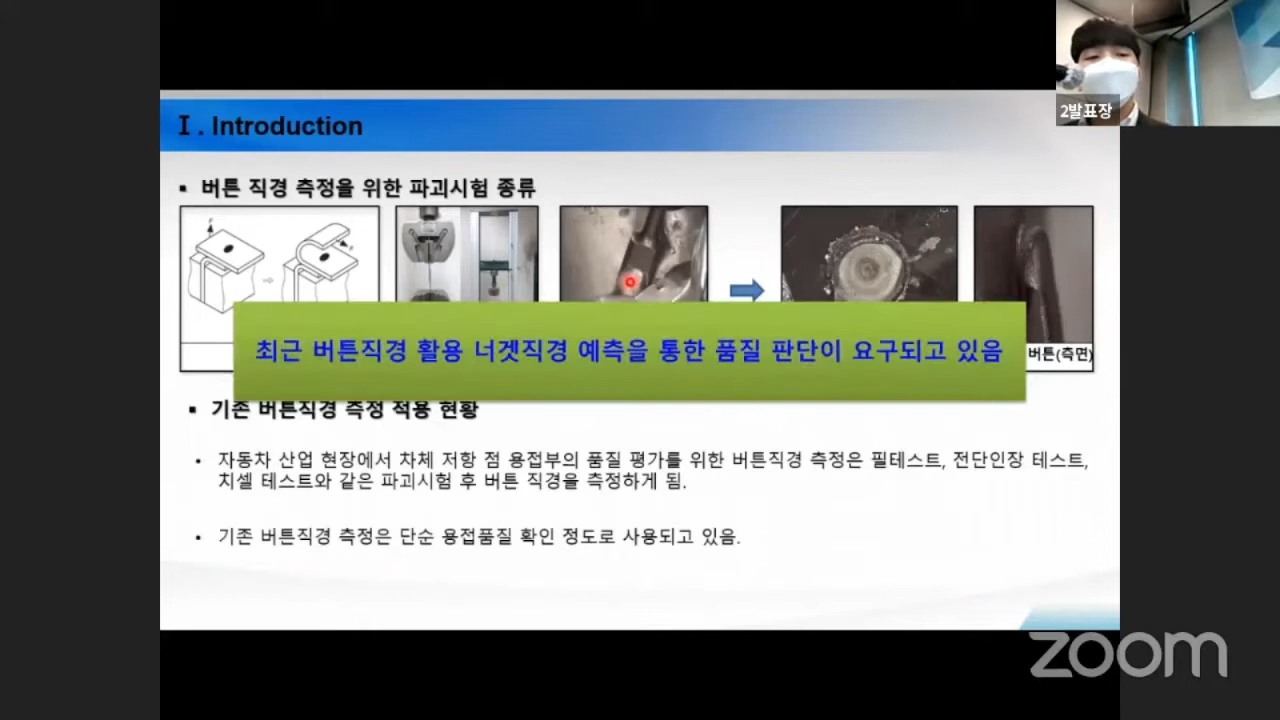 2발표장
Ⅰ. Introduction
▪ 버튼 직경 측정을 위한 파괴시험 종류
최근 버튼직경 활용 너겟직경 예측을 통한 품질 판단이 요구되고 있음
버튼(측면)
▪ 기존 버튼직경 측정 적용 현황
• 자동차 산업 현장에서 차체 저항 점 용접부의 품질 평가를 위한 버튼직경 측정은 필테스트, 전단인장 테스트,
치셀 테스트와 같은 파괴시험 후 버튼 직경을 측정하게 됨.
• 기존 버튼직경 측정은 단순 용접품질 확인 정도로 사용되고 있음.
zoom